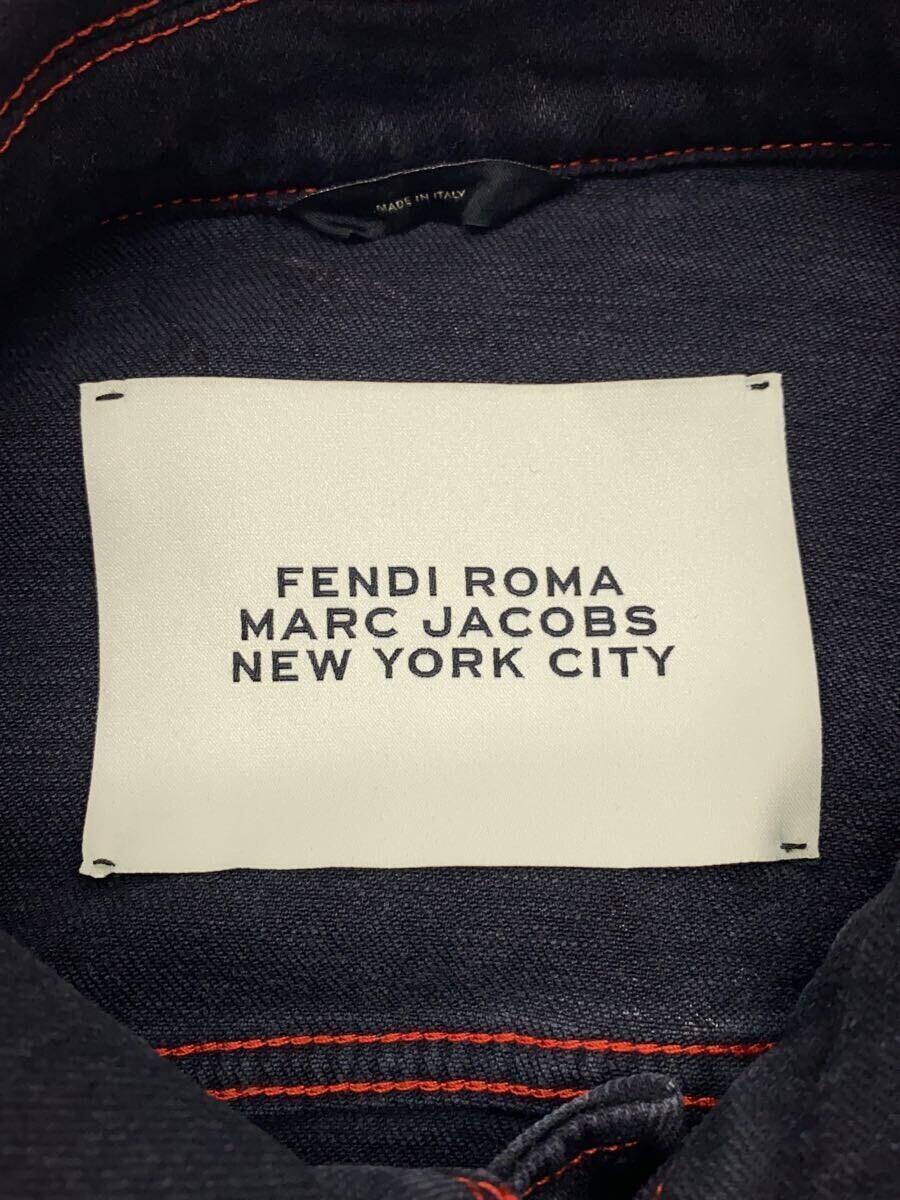 MADE IN ITALY
FENDI ROMA
MARC JACOBS
NEW YORK CITY